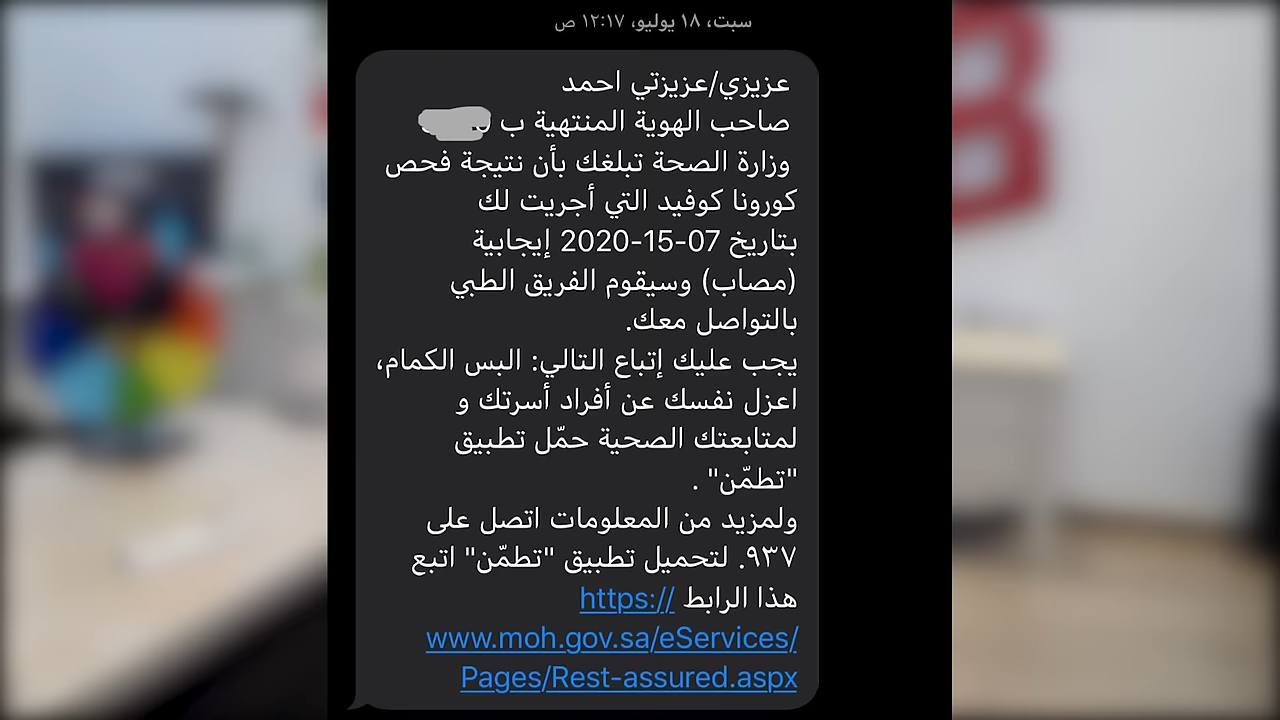 سبت، ١٨ يوليو، ١٢:١٧ ص
عزيزي/عزيزتي احمد
صاحب الهوية المنتهية ب
وزارة الصحة تبلغك بأن نتيجة فحص
كورونا كوفيد التي أجريت لك
بتاريخ 07-15-2020 إيجابية
(مصاب) وسيقوم الفريق الطبي
بالتواصل معك.
يجب عليك إتباع التالي: البس الكمام،
اعزل نفسك عن أفراد أسرتك و
لمتابعتك الصحية حمّل تطبيق
"تطمّن" .
ولمزيد من المعلومات اتصل على
٩٣٧. لتحميل تطبيق "تطمّن" اتبع
هذا الرابط https://
www.moh.gov.sa/eServices/
Pages/Rest-assured.aspx